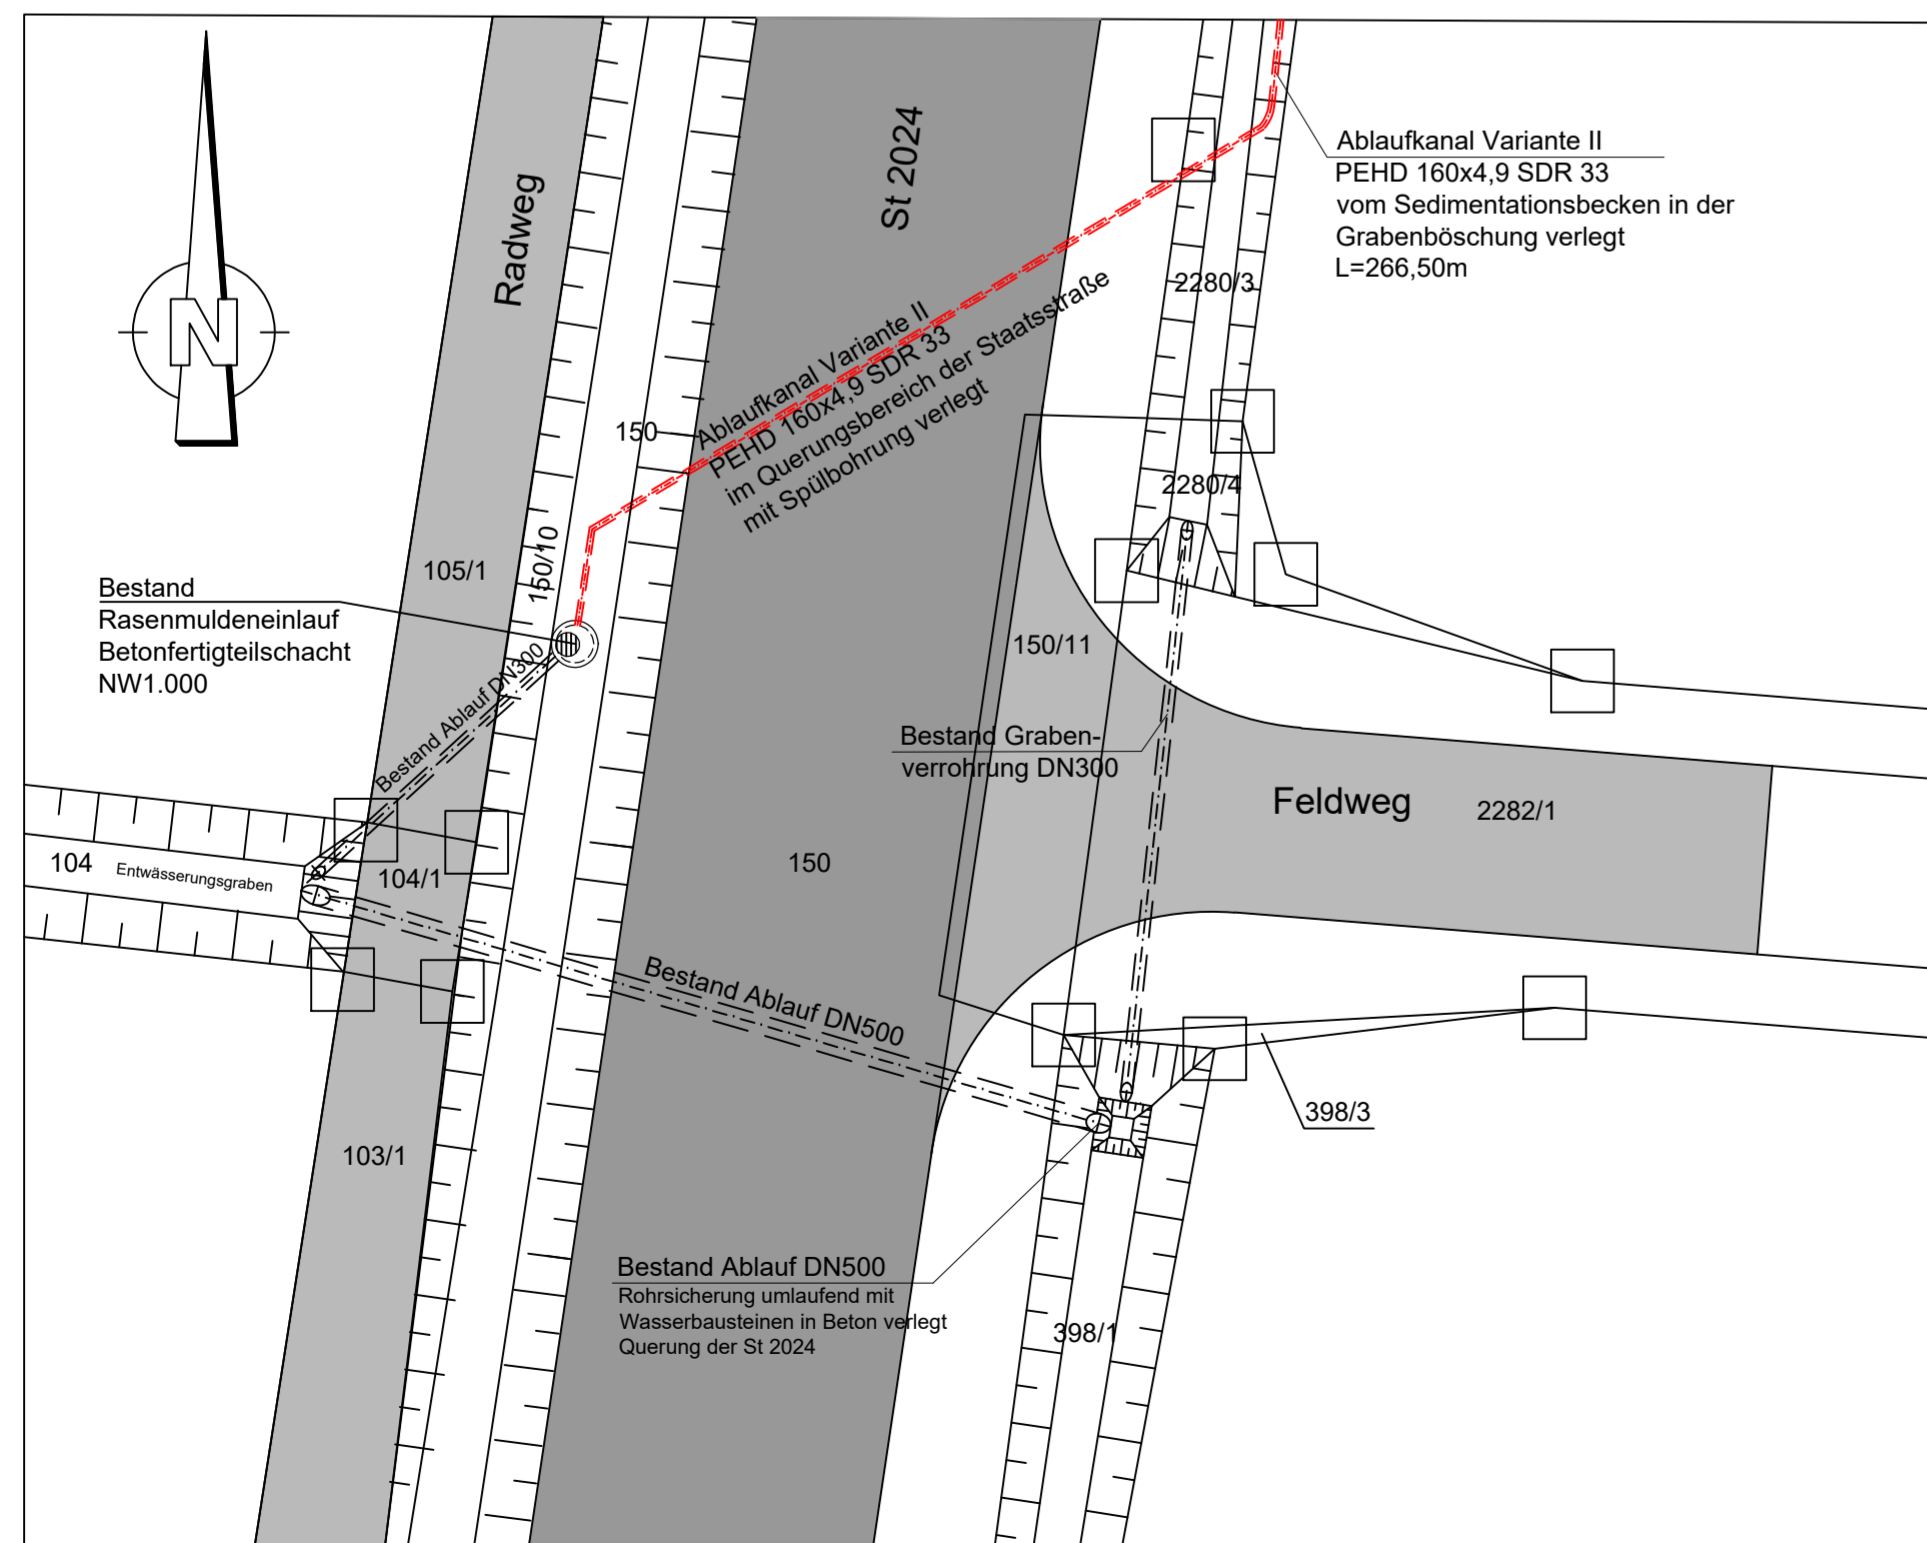 N
Radweg
St 2024
Ablaufkanal Variante II
PEHD 160x4,9 SDR 33
vom Sedimentationsbecken in der
Grabenböschung verlegt
L=266,50m
2280/3
Ablaufkanal Variante II
PEHD 160x4,9 SDR 33
im Querungsbereich der Staatsstraße
mit Spülbohrung verlegt
150
2280/4
105/1
150/10
Bestand
Rasenmuldeneinlauf
Betonfertigteilschacht
NW1.000
Bestand Ablauf DN300
150/11
Bestand Graben-
verrohrung DN300
Feldweg
2282/1
104
Entwässerungsgraben
104/1
150
Bestand Ablauf DN500
398/3
103/1
Bestand Ablauf DN500
Rohrsicherung umlaufend mit
Wasserbausteinen in Beton verlegt
Querung der St 2024
398/1